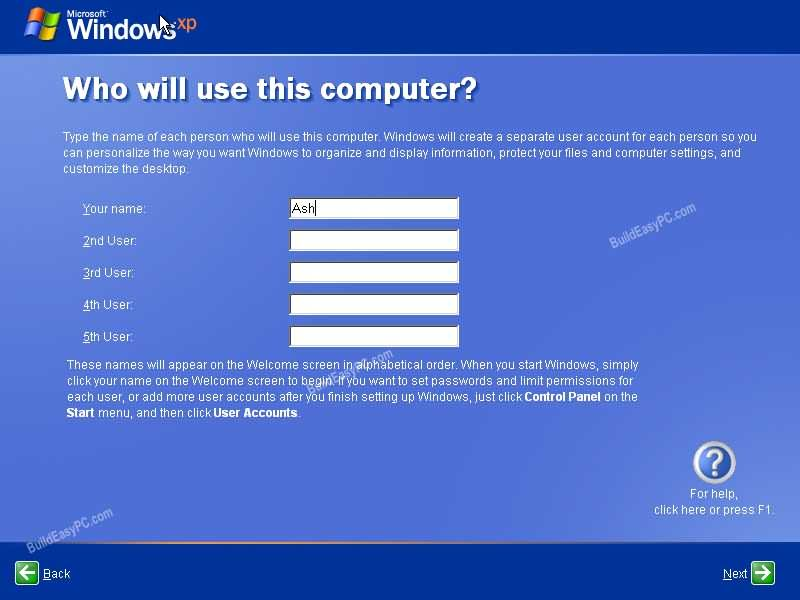 Microsoft®
Windows xp
Who will use this computer?
Type the name of each person who will use this computer. Windows will create a separate user account for each person so you
can personalize the way you want Windows to organize and display information, protect your files and computer settings, and
customize the desktop.
Your name:
Ash
2nd User:
BuildEasyPC.com
3rd User:
4th User:
5th User:
These names will appear on the Welcome screen in alphabetical order. When you start Windows, simply
click your name on the Welcome screen to begin. If you want to set passwords and limit permissions for
each user, or add more user accounts after you finish setting up Windows, just click Control Panel on the
Start menu, and then click User Accounts.
BuildEasyPC.com
For help,
click here or press F1.
BuildEasyPC.com
Back
Next